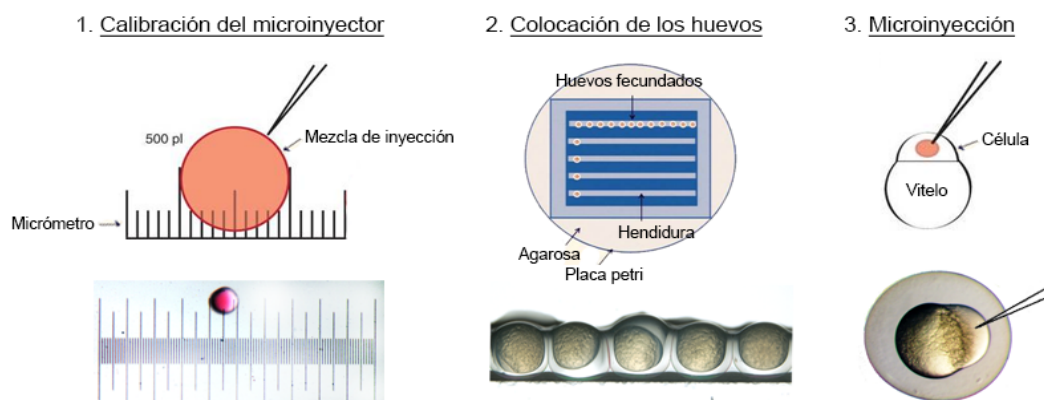 1. Calibración del microinyector
2. Colocación de los huevos
3. Microinyección
500 pl
Mezcla de inyección
Micrómetro
Huevos fecundados
Hendidura
Agarosa
Placa petri
Célula
Vitelo